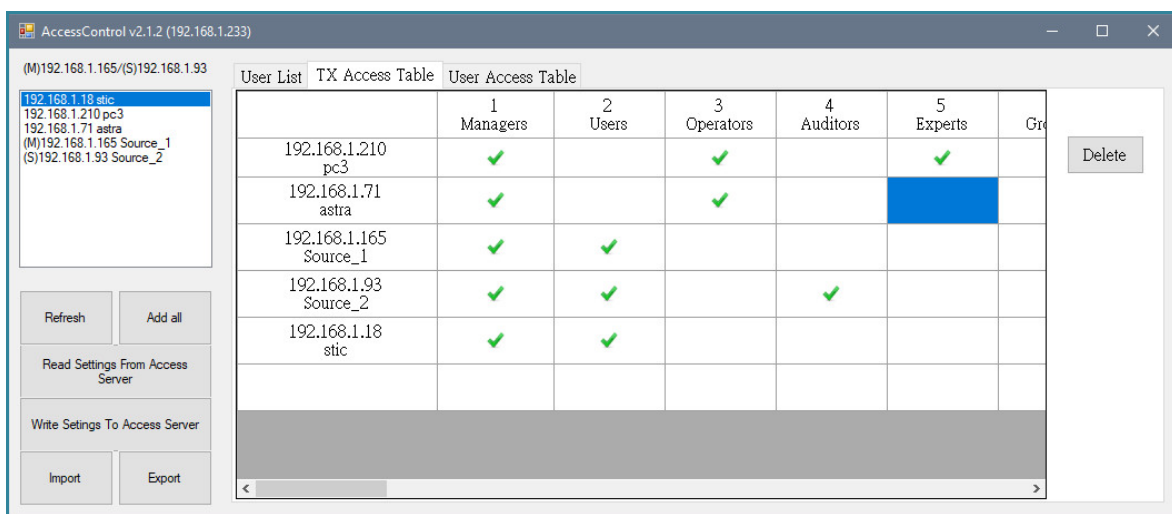 AccessControl v2.1.2 (192.168.1.233)
(M)192.168.1.165/(S)192.168.1.93
192.168.1.18 stic
192.168.1.210 pc3
192.168.1.71 astra
(M)192.168.1.165 Source_1
(S)192.168.1.93 Source_2
Refresh
Add all
Read Settings From Access
Server
Write Setings To Access Server
Import
Export
User List
TX Access Table
User Access Table
1
Managers
2
Users
3
Operators
4
Auditors
5
Experts
Gro
192.168.1.210
pc3
192.168.1.71
astra
192.168.1.165
Source_1
192.168.1.93
Source_2
192.168.1.18
stic
Delete